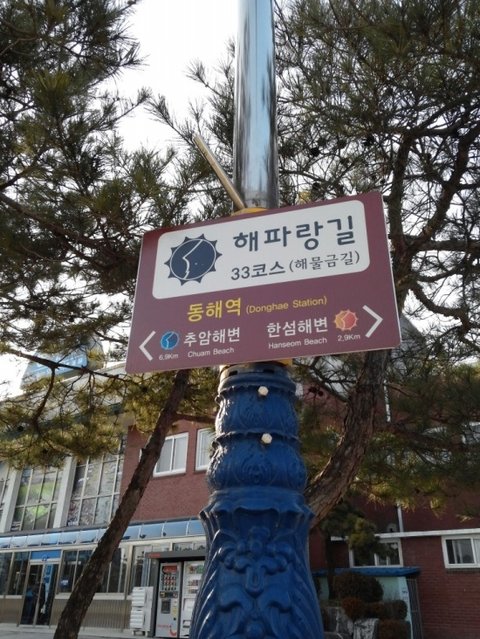 해파랑길
33코스 (해물금길)
동해역 (Donghae Station)
< 추암해변 한섬해변 >
6,9Km Chuam Beach Hanseom Beach 2,9Km